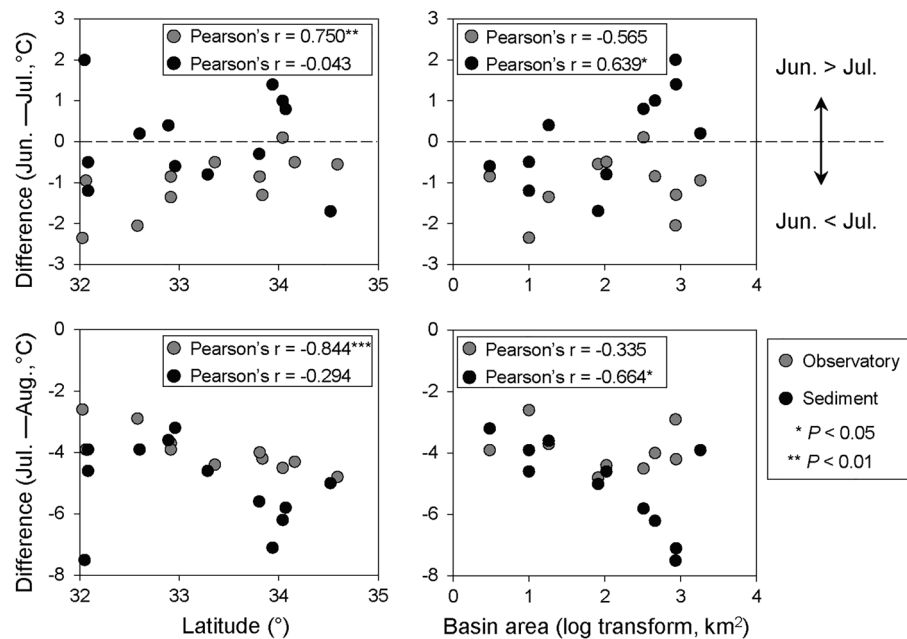 Difference (Jun. —Jul.,°C)
3
2
1
0
-1
-2
-3
Pearson's r = 0.750**
Pearson's r = -0.043
32
33
34
35
Pearson's r = -0.565
Pearson's r = 0.639*
0
1
2
3
4
Jun. > Jul.
Jun. < Jul.
Difference (Jul. —Aug.,°C)
0
-2
-4
-6
-8
Pearson's r = -0.844***
Pearson's r = -0.294
32
33
34
35
Latitude (°)
Pearson's r = -0.335
Pearson's r = -0.664*
0
1
2
3
4
Basin area (log transform, km²)
Observatory
Sediment
* P < 0.05
** P < 0.01